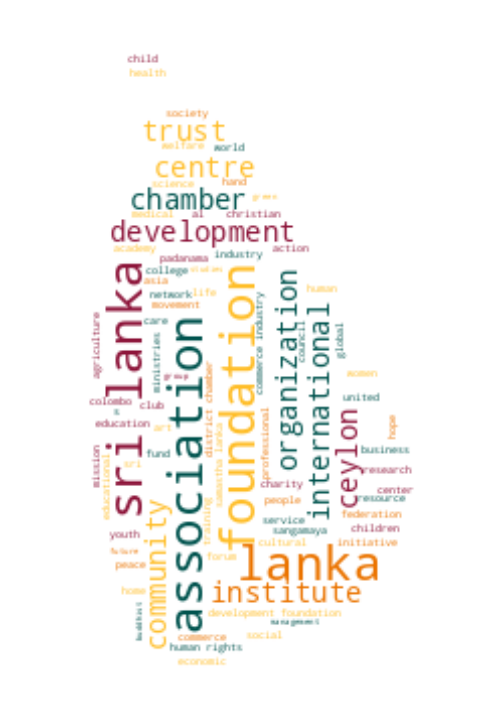 child
health
society
trust
welfare world
centre
science hand
chamber green
medical al christian
development
academy action
padanama industry
college studies
asia
network life
movement
sri lanka
association
foundation
organization
international
human
agriculture
care
ministries
group
commerce industry
council
global
women
colombo
s
club
united
education
art
district chamber
samastha lanka
professional
ceylon
hope
mission
educational
sri
fund
business
research
charity
center
resource
people
community
training
service
federation
sangamaya
children
youth
cultural
initiative
future
forum
peace
lanka
home
institute
buddhist
development foundation
management
commerce social
human rights
economic